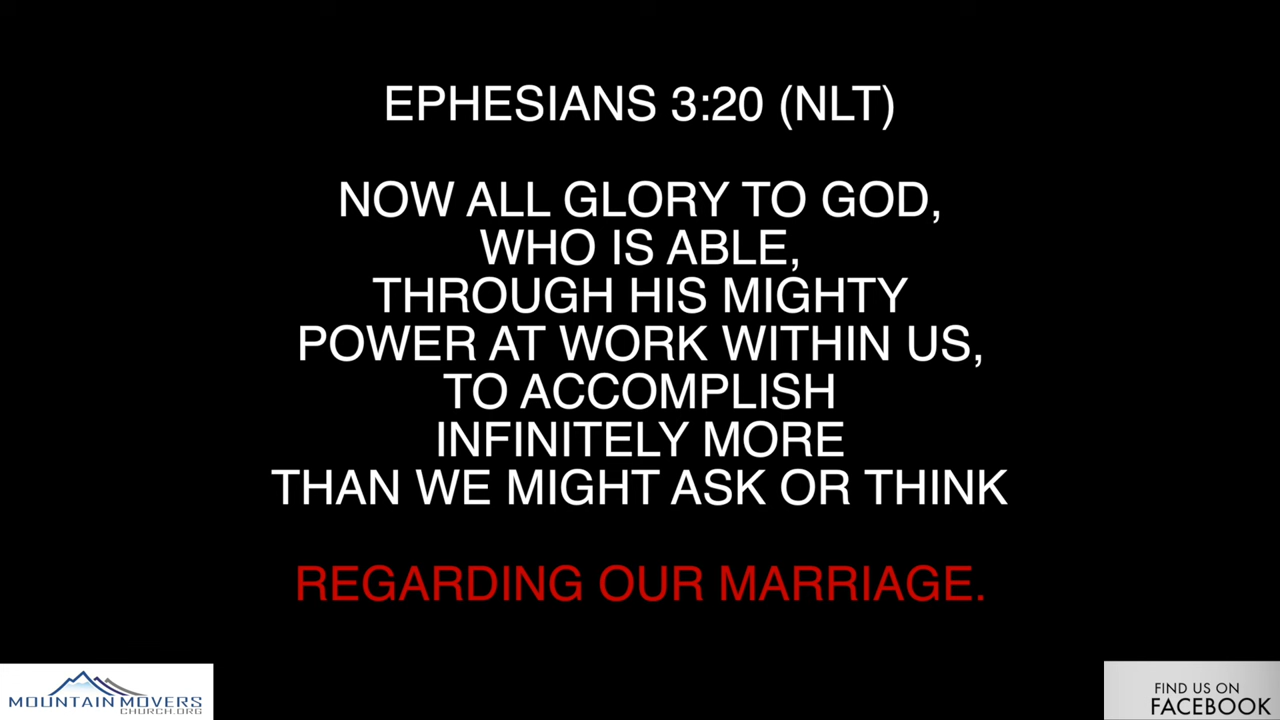 EPHESIANS 3:20 (NLT)
NOW ALL GLORY TO GOD,
WHO IS ABLE,
THROUGH HIS MIGHTY
POWER AT WORK WITHIN US,
TO ACCOMPLISH
INFINITELY MORE
THAN WE MIGHT ASK OR THINK
REGARDING OUR MARRIAGE.
MOUNTAIN MOVERS
CHURCH.ORG
FIND US ON
FACEBOOK